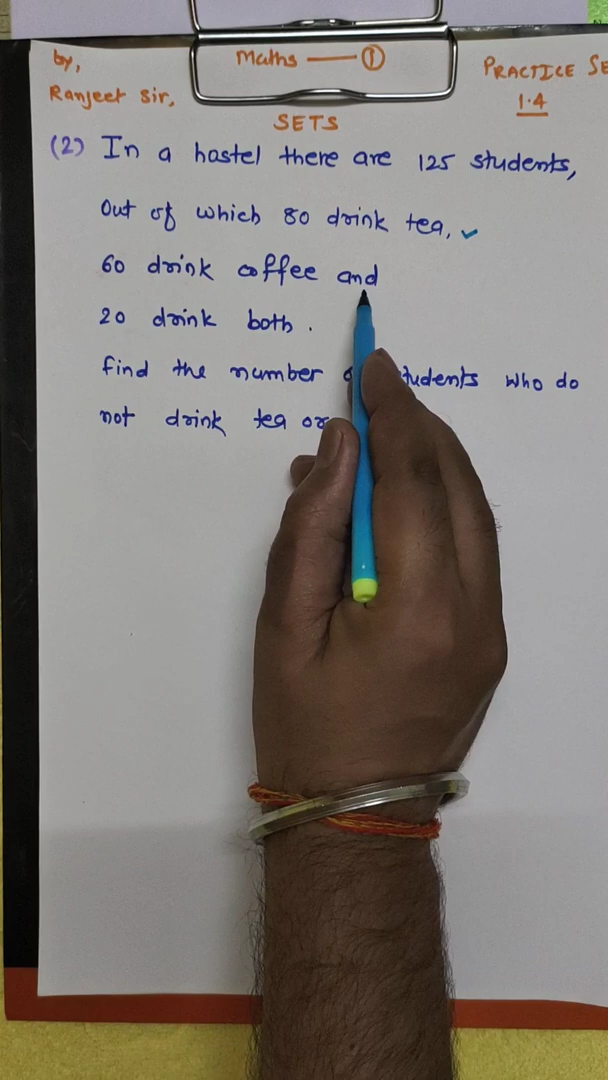 by,
Ranjeet Sir,
Maths — ①
PRACTICE SE
1.4
SETS
(2) In a hostel there are 125 students,
Out of which 80 drink tea,
60 drink coffee and
20 drink both.
find the number students who do
not drink tea or